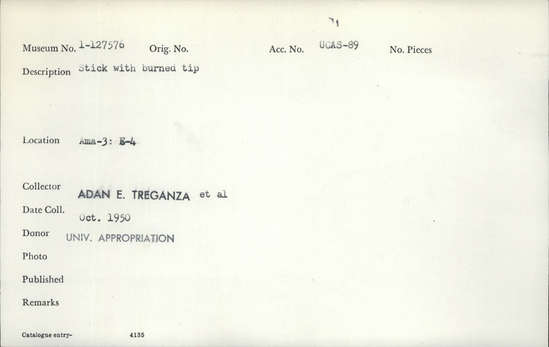 Museum No. 1-127576 Orig. No. Acc. No. UCAS-89 No. Pieces
Description Stick with burned tip
Location Ama-3: E-4
Collector ADAN E. TREGANZA et al
Date Coll. Oct. 1950
Donor UNIV. APPROPRIATION
Photo
Published
Remarks
Catalogue entry- 4135